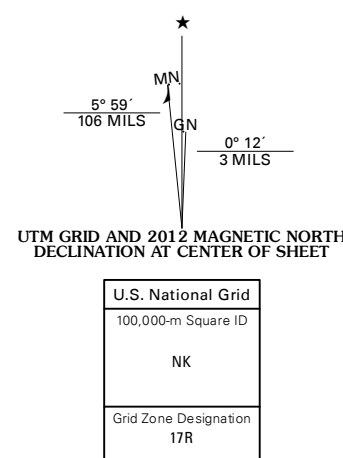 ★
M.N.
5° 59´
106 MILS
GN
0° 12´
3 MILS
UTM GRID AND 2012 MAGNETIC NORTH
DECLINATION AT CENTER OF SHEET
U.S. National Grid
100,000-m Square ID
NK
Grid Zone Designation
17R